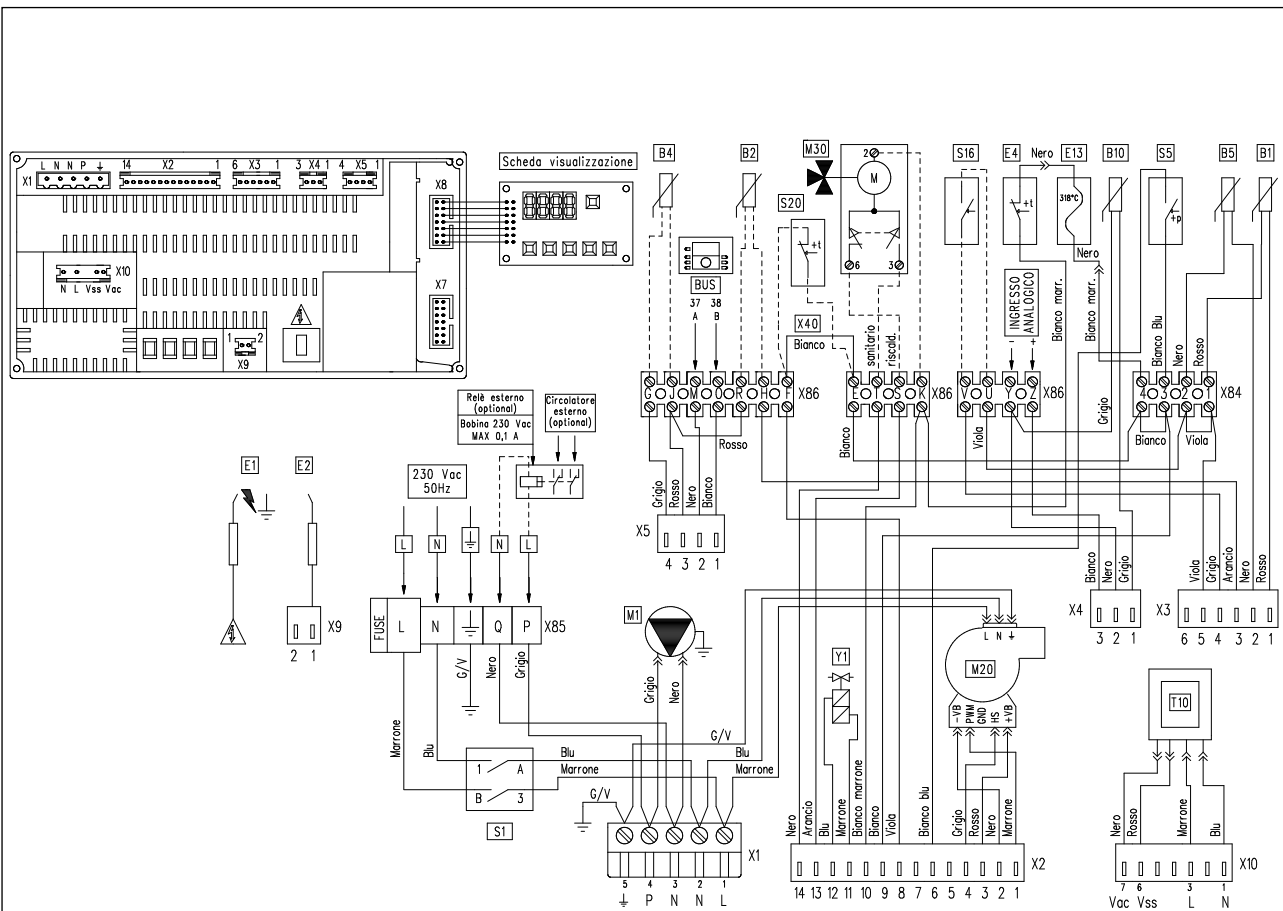 L N N P ⏚
14 X2 1
6 X3 1
3 X4 1
4 X5 1
X1
X8
X10
N L Vss Vac
X7
1 2
X9
Scheda visualizzazione
B4
B2
M30
S20
2
M
6
3
+t
S16
E4
Nero
E13
B10
S5
B5
B1
+t
318°C
+p
Nero
BUS
37
A
38
B
X40
Bianco
sanitario
riscald.
INGRESSO
ANALOGICO
- +
Bianco marr.
Bianco marr.
Grigio
Bianco Blu
Nero
Rosso
G J M O R H F
X86
E T S K
X86
V U Y Z
X86
4 3 2 1
X84
Rosso
Bianco
Viola
Bianco
Viola
Relè esterno
(optional)
Bobina 230 Vac
MAX 0,1 A
Circolatore
esterno
(optional)
E1
E2
230 Vac
50Hz
L
N
⏚
N
L
Grigio
Rosso
Nero
Bianco
X5
4 3 2 1
X9
2 1
FUSE
L N ⏚ Q P
X85
M1
Marrone
Blu
G/V
Nero
Grigio
Grigio
Nero
G/V
Blu
Marrone
Blu
Marrone
1 A
B 3
S1
G/V
X1
5 4 3 2 1
⏚ P N N L
Y1
L N ⏚
M20
-VB
PWM
GND
HS
+VB
Nero
Arancio
Blu
Marrone
Bianco marrone
Bianco
Viola
Bianco blu
Grigio
Rosso
Nero
Marrone
X2
14 13 12 11 10 9 8 7 6 5 4 3 2 1
Bianco
Nero
Grigio
X4
3 2 1
Viola
Grigio
Arancio
Nero
Rosso
X3
6 5 4 3 2 1
T10
Nero
Rosso
Marrone
Blu
X10
7 6 3 1
Vac Vss L N